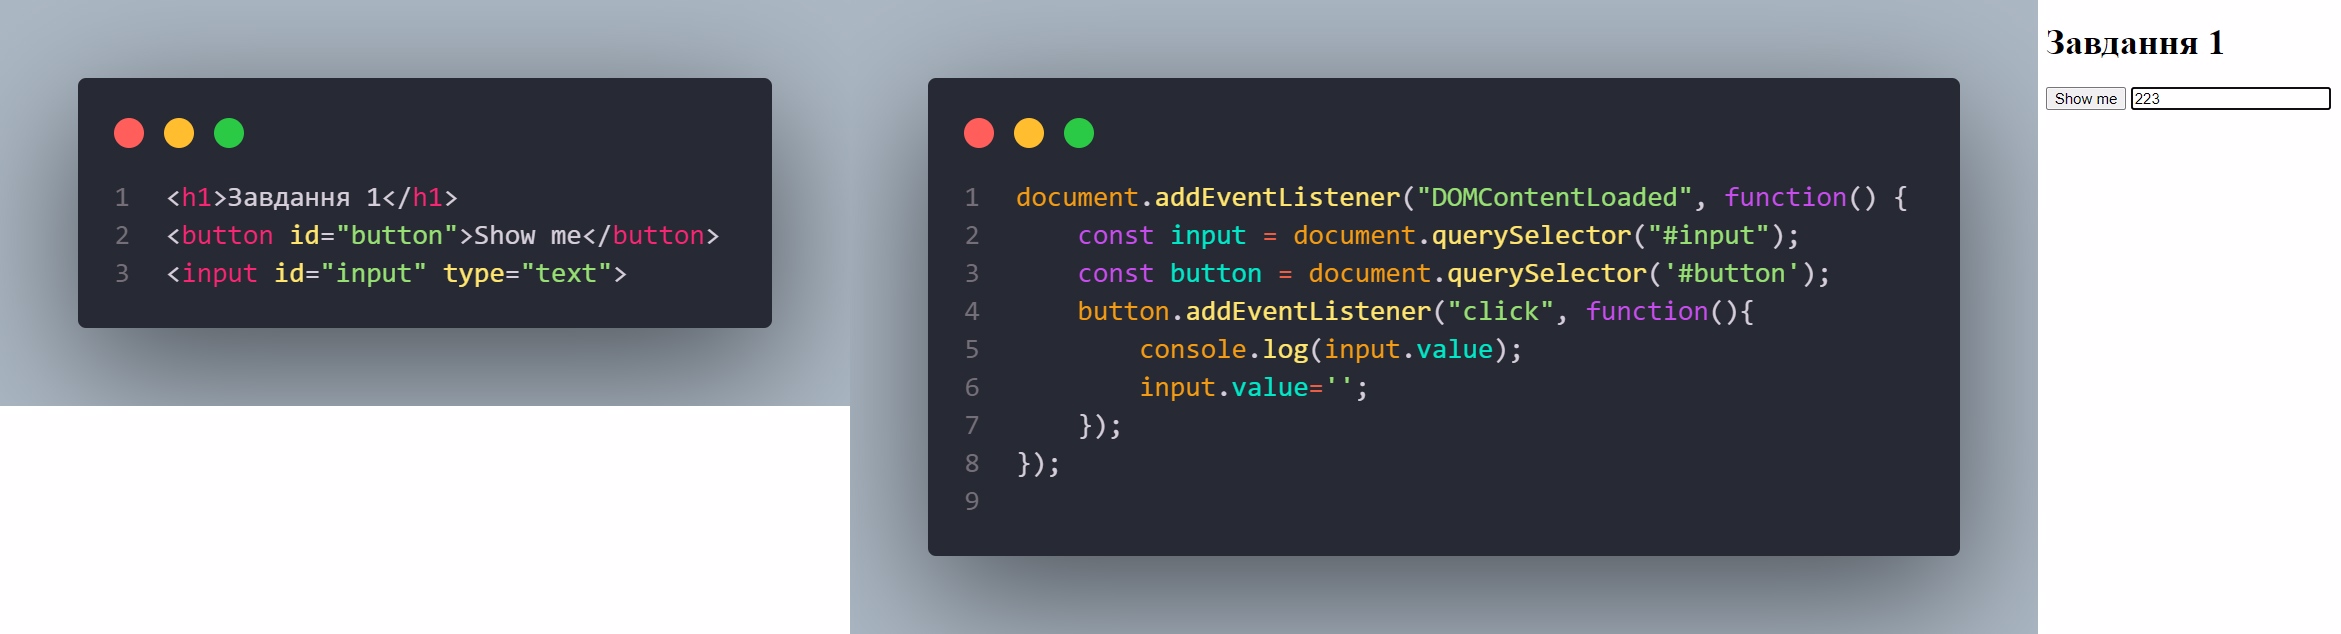 1 <h1>Завдання 1</h1>
2 <button id="button">Show me</button>
3 <input id="input" type="text">
1 document.addEventListener("DOMContentLoaded", function() {
2     const input = document.querySelector("#input");
3     const button = document.querySelector('#button');
4     button.addEventListener("click", function(){
5         console.log(input.value);
6         input.value='';
7     });
8 });
9
Завдання 1
Show me 223